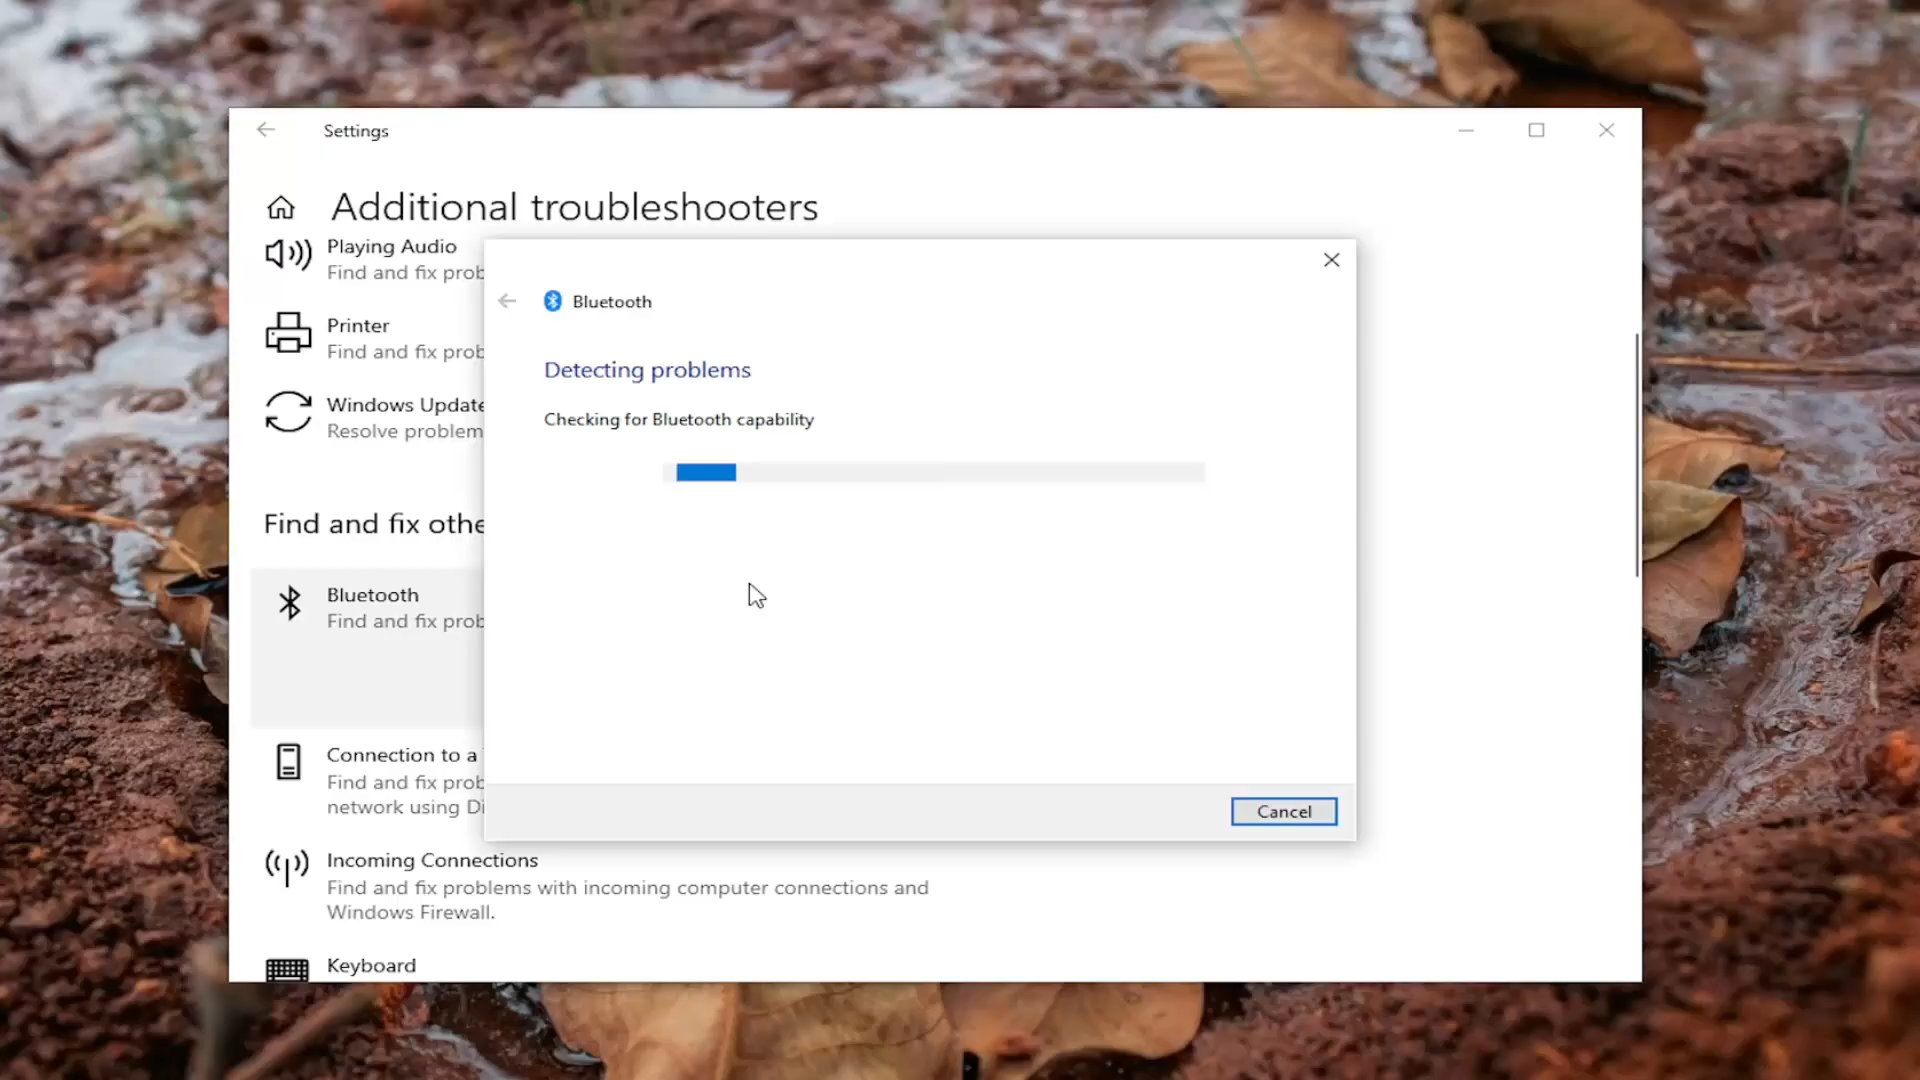 Settings
Additional troubleshooters
Playing Audio
Find and fix prob
Printer
Find and fix prob
Windows Update
Resolve problem
Find and fix othe
Bluetooth
Find and fix prob
Connection to a
Find and fix prob
network using Di
Incoming Connections
Find and fix problems with incoming computer connections and
Windows Firewall.
Keyboard
Bluetooth
Detecting problems
Checking for Bluetooth capability
Cancel